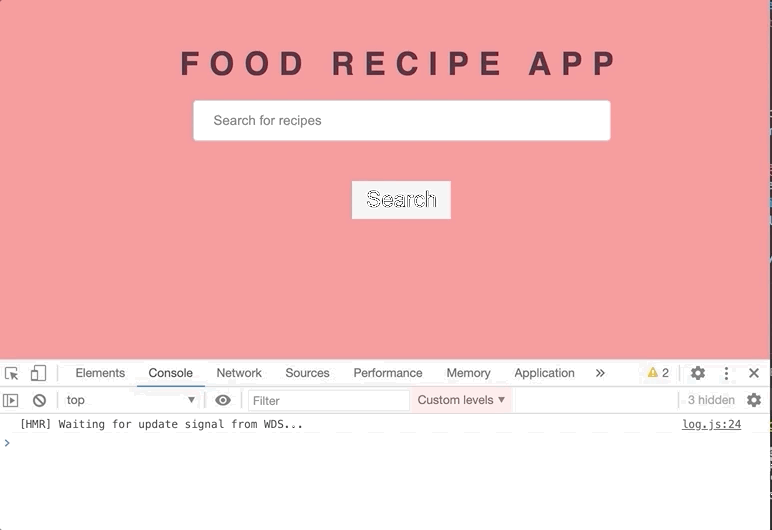 FOOD RECIPE APP
Search for recipes
Search
Elements Console Network Sources Performance Memory Application » 2
top ▼ Filter Custom levels ▼ 3 hidden
[HMR] Waiting for update signal from WDS... log.js:24
>